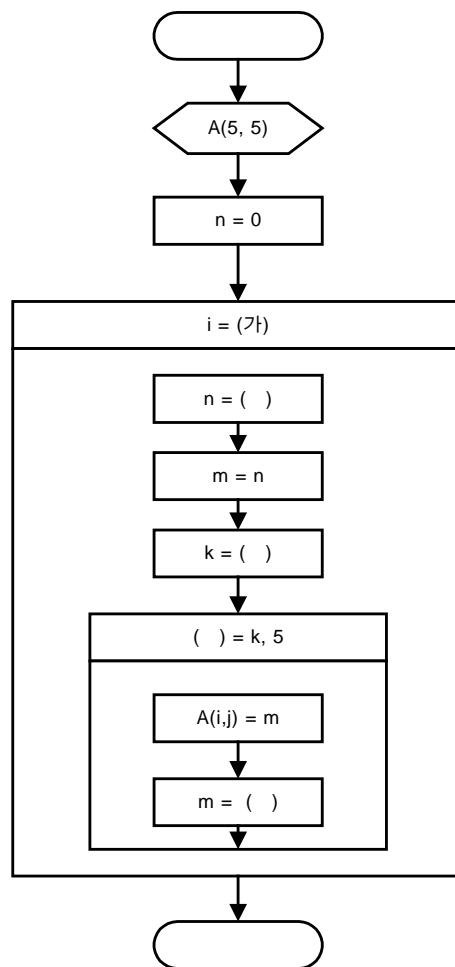 A(5, 5)
n = 0
i = (가)
n = (   )
m = n
k = (   )
(   ) = k, 5
A(i,j) = m
m = (   )